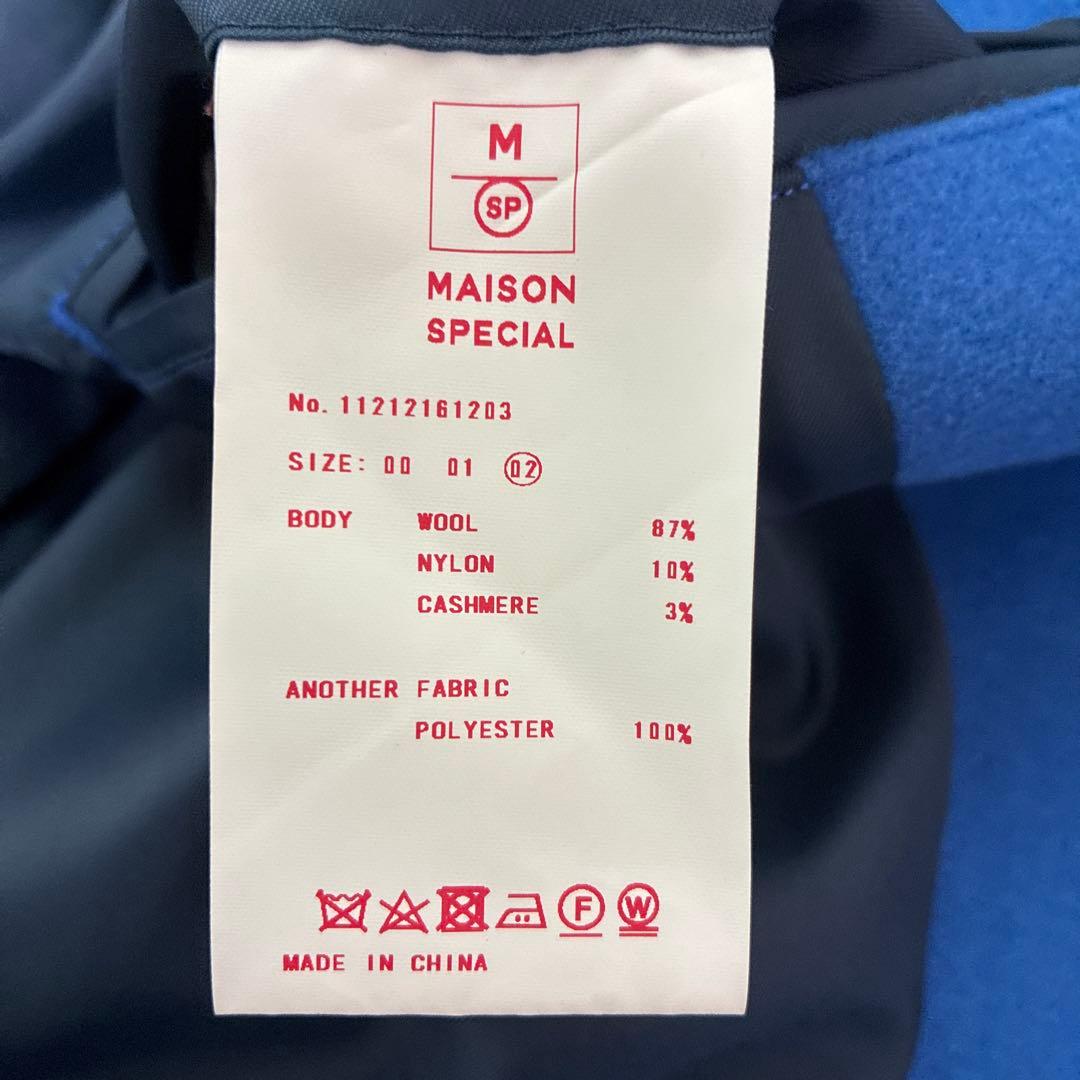 M
SP
MAISON
SPECIAL
No. 11212161203
SIZE: 00 01 02
BODY WOOL 87%
NYLON 10%
CASHMERE 3%
ANOTHER FABRIC
POLYESTER 100%
F W
MADE IN CHINA